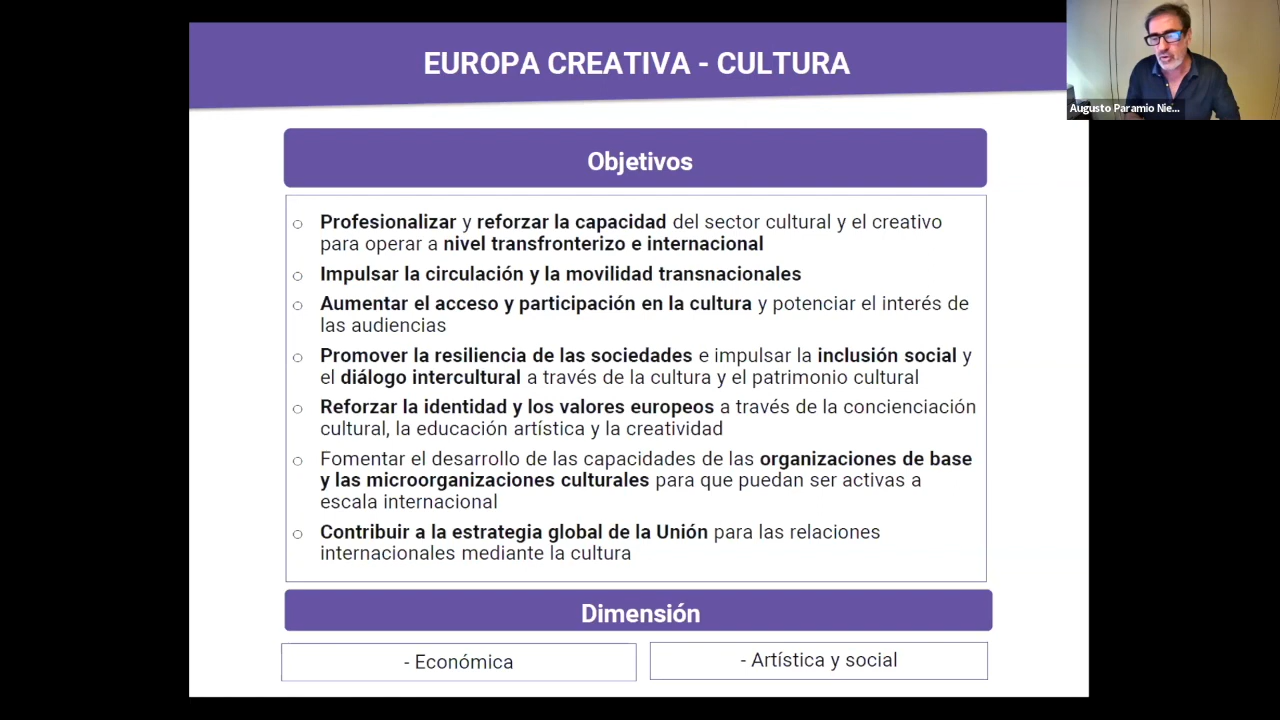 EUROPA CREATIVA - CULTURA
Augusto Paramio Nie...
Objetivos
○ Profesionalizar y reforzar la capacidad del sector cultural y el creativo
para operar a nivel transfronterizo e internacional
○ Impulsar la circulación y la movilidad transnacionales
○ Aumentar el acceso y participación en la cultura y potenciar el interés de
las audiencias
○ Promover la resiliencia de las sociedades e impulsar la inclusión social y
el diálogo intercultural a través de la cultura y el patrimonio cultural
○ Reforzar la identidad y los valores europeos a través de la concienciación
cultural, la educación artística y la creatividad
○ Fomentar el desarrollo de las capacidades de las organizaciones de base
y las microorganizaciones culturales para que puedan ser activas a
escala internacional
○ Contribuir a la estrategia global de la Unión para las relaciones
internacionales mediante la cultura
Dimensión
- Económica
- Artística y social